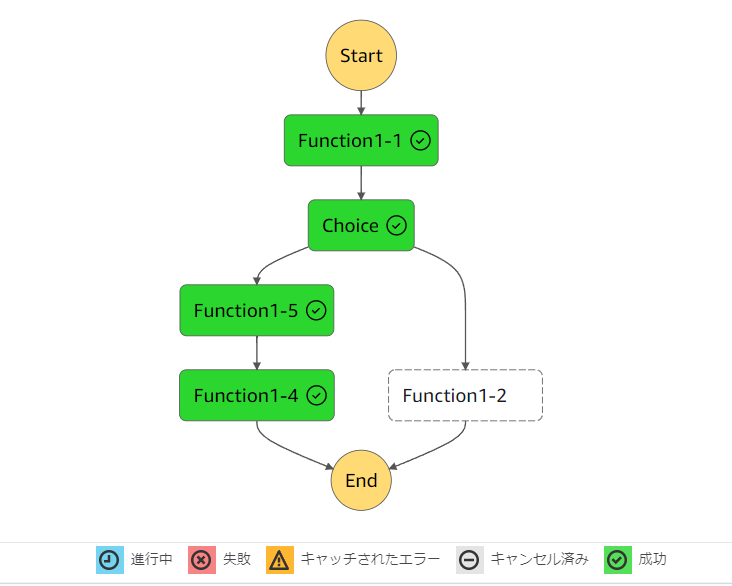 Start
Function1-1
Choice
Function1-5
Function1-4
Function1-2
End
進行中 失敗 キャッチされたエラー キャンセル済み 成功